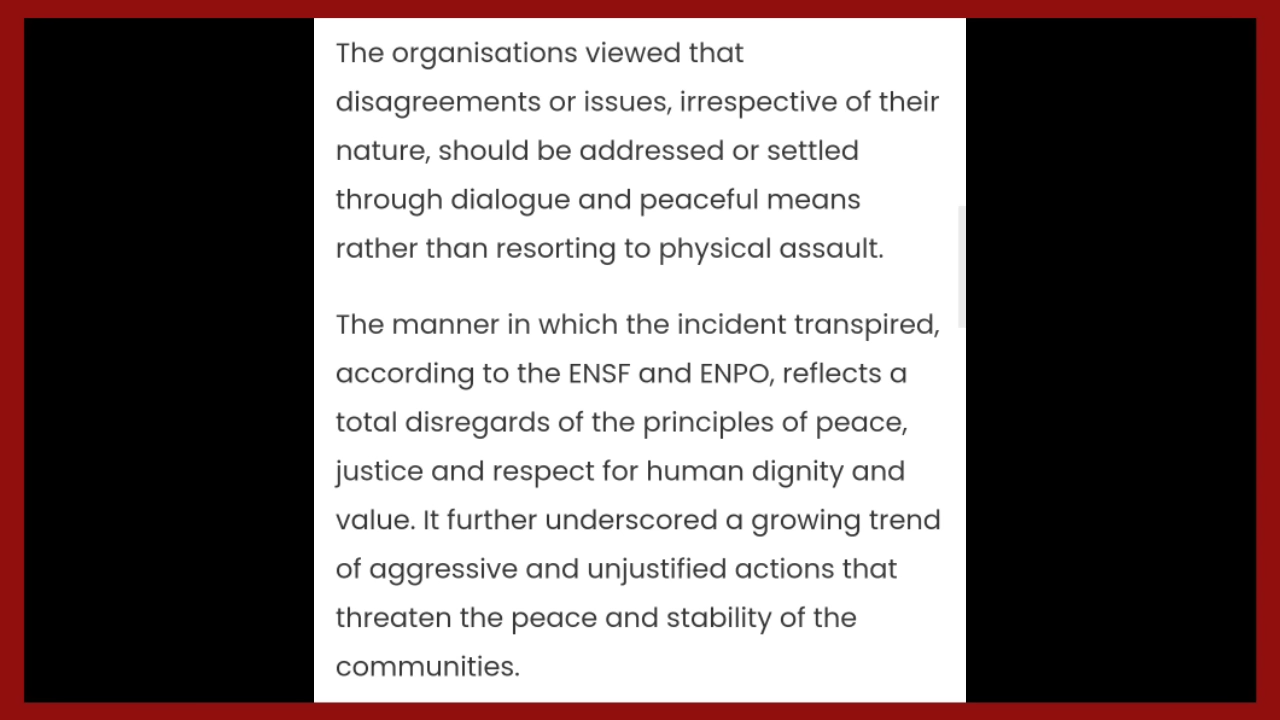 The organisations viewed that
disagreements or issues, irrespective of their
nature, should be addressed or settled
through dialogue and peaceful means
rather than resorting to physical assault.
The manner in which the incident transpired,
according to the ENSF and ENPO, reflects a
total disregards of the principles of peace,
justice and respect for human dignity and
value. It further underscored a growing trend
of aggressive and unjustified actions that
threaten the peace and stability of the
communities.